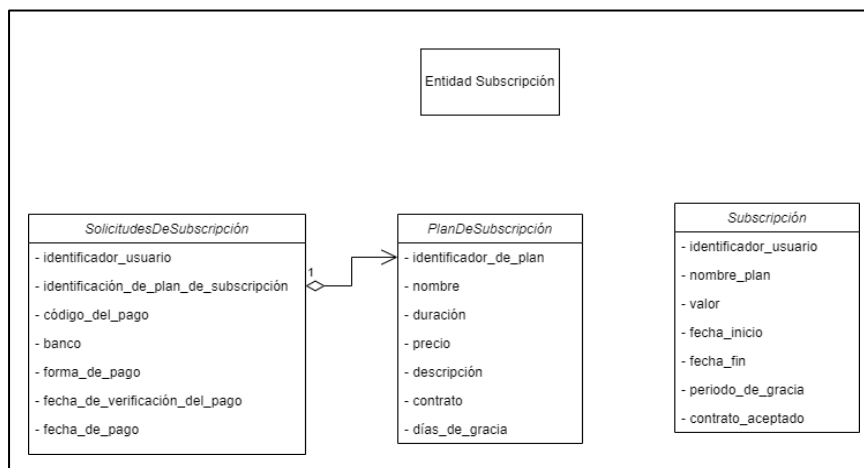 Entidad Subscripción
SolicitudesDeSubscripción
- identificador_usuario
- identificación_de_plan_de_subscripción
- código_del_pago
- banco
- forma_de_pago
- fecha_de_verificación_del_pago
- fecha_de_pago
1
PlanDeSubscripción
- identificador_de_plan
- nombre
- duración
- precio
- descripción
- contrato
- días_de_gracia
Subscripción
- identificador_usuario
- nombre_plan
- valor
- fecha_inicio
- fecha_fin
- periodo_de_gracia
- contrato_aceptado